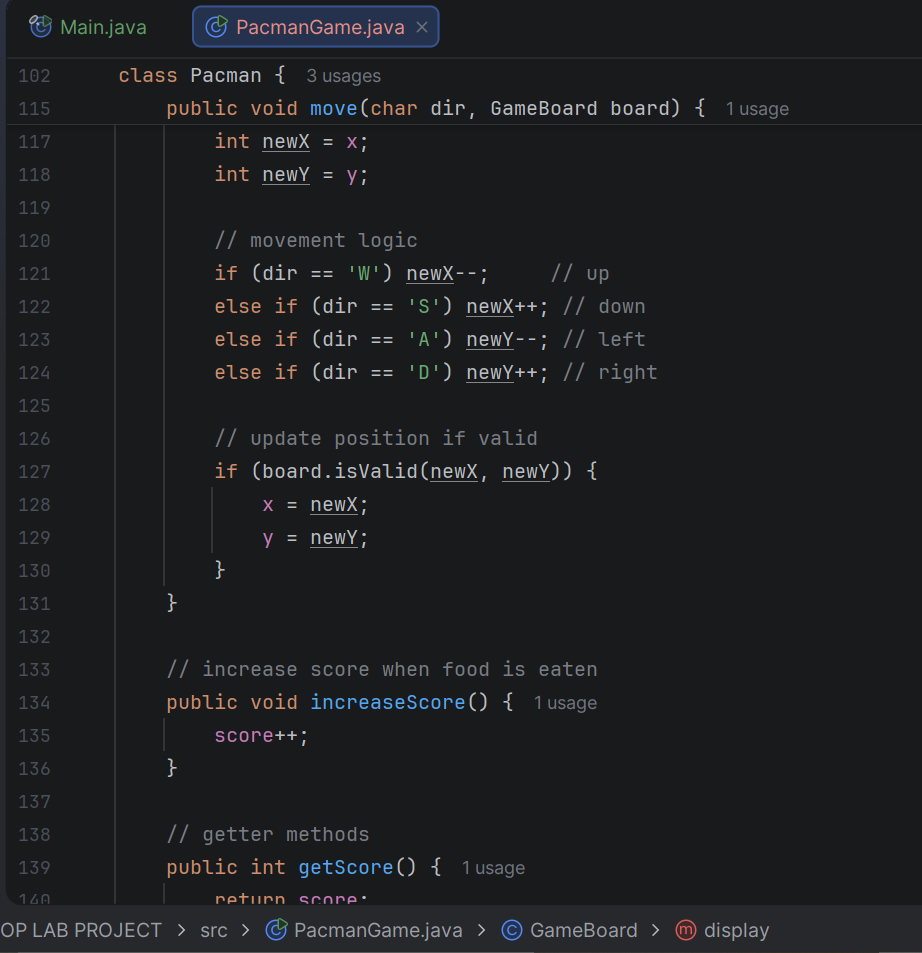 Main.java PacmanGame.java
102 class Pacman { 3 usages
115 public void move(char dir, GameBoard board) { 1 usage
117 int newX = x;
118 int newY = y;
119
120 // movement logic
121 if (dir == 'W') newX--; // up
122 else if (dir == 'S') newX++; // down
123 else if (dir == 'A') newY--; // left
124 else if (dir == 'D') newY++; // right
125
126 // update position if valid
127 if (board.isValid(newX, newY)) {
128 x = newX;
129 y = newY;
130 }
131 }
132
133 // increase score when food is eaten
134 public void increaseScore() { 1 usage
135 score++;
136 }
137
138 // getter methods
139 public int getScore() { 1 usage
140 return score;
OP LAB PROJECT > src > PacmanGame.java > GameBoard > display